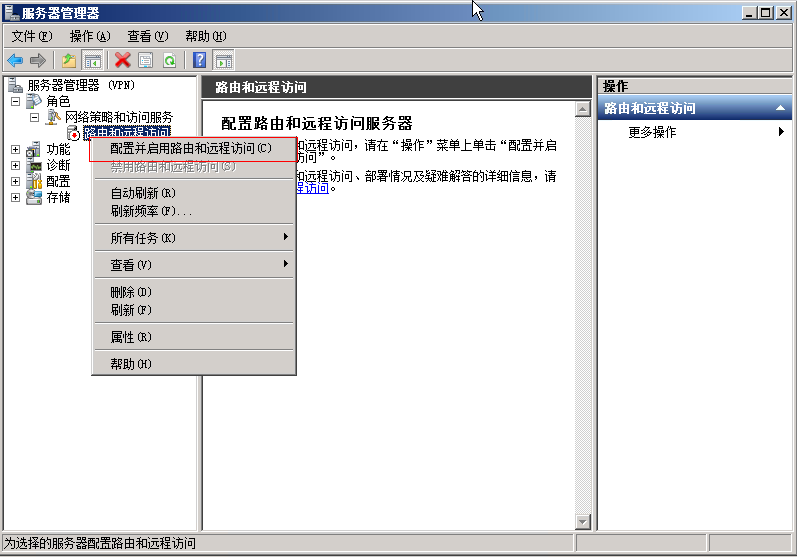 服务器管理器
文件(F) 操作(A) 查看(V) 帮助(H)
服务器管理器 (VPN)
角色
网络策略和访问服务
路由和远程访问
功能
诊断
配置
存储
配置并启用路由和远程访问(C)
禁用路由和远程访问(S)
自动刷新(R)
刷新频率(F)...
所有任务(K)
查看(V)
删除(D)
刷新(F)
属性(R)
帮助(H)
路由和远程访问
配置路由和远程访问服务器
和远程访问，请在“操作”菜单上单击“配置并启
访问”。
和远程访问、部署情况及疑难解答的详细信息，请
程访问。
操作
路由和远程访问
更多操作
为选择的服务器配置路由和远程访问